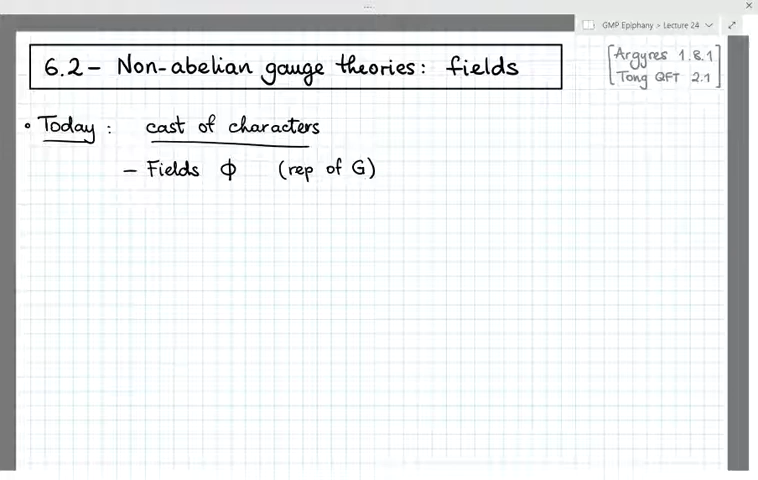 GMP Epiphany > Lecture 24
6.2 - Non-abelian gauge theories: fields
[Argyres 1.8.1]
[Tong QFT 2.1]
• Today: cast of characters
- Fields ϕ (rep of G)